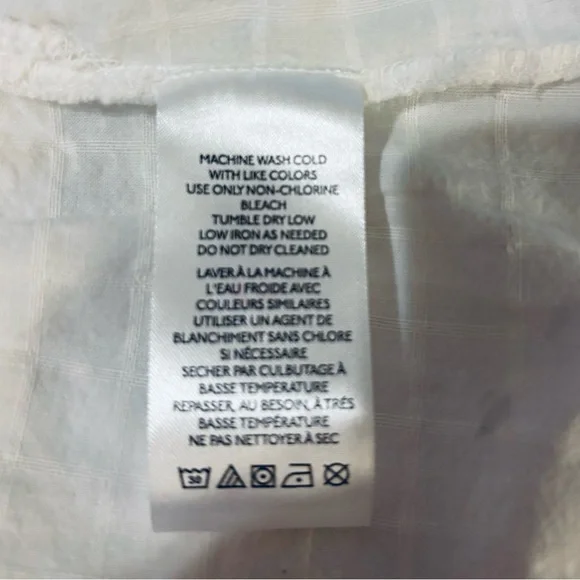 MACHINE WASH COLD
WITH LIKE COLORS
USE ONLY NON-CHLORINE
BLEACH
TUMBLE DRY LOW
LOW IRON AS NEEDED
DO NOT DRY CLEANED
LAVER À LA MACHINE À
L'EAU FROIDE AVEC
COULEURS SIMILAIRES
UTILISER UN AGENT DE
BLANCHIMENT SANS CHLORE
SI NÉCESSAIRE
SECHER PAR CULBUTAGE À
BASSE TEMPÉRATURE
REPASSER, AU BESOIN, À TRÉS
BASSE TEMPÉRATURE
NE PAS NETTOYER À SEC
30